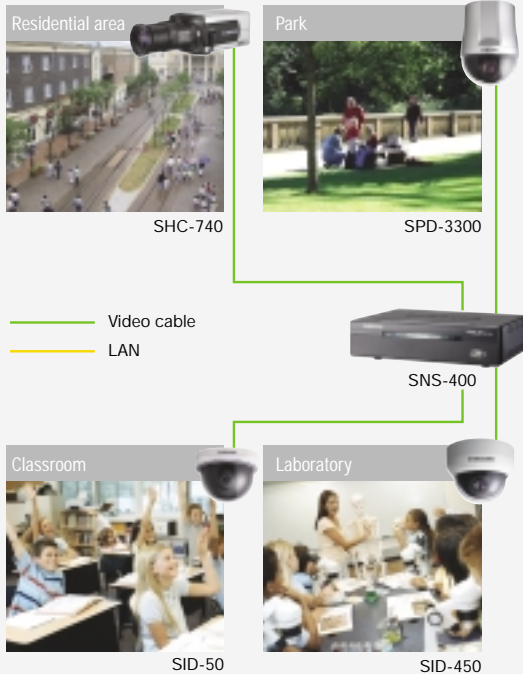 Residential area
Park
SHC-740
SPD-3300
Video cable
LAN
SNS-400
Classroom
Laboratory
SID-50
SID-450